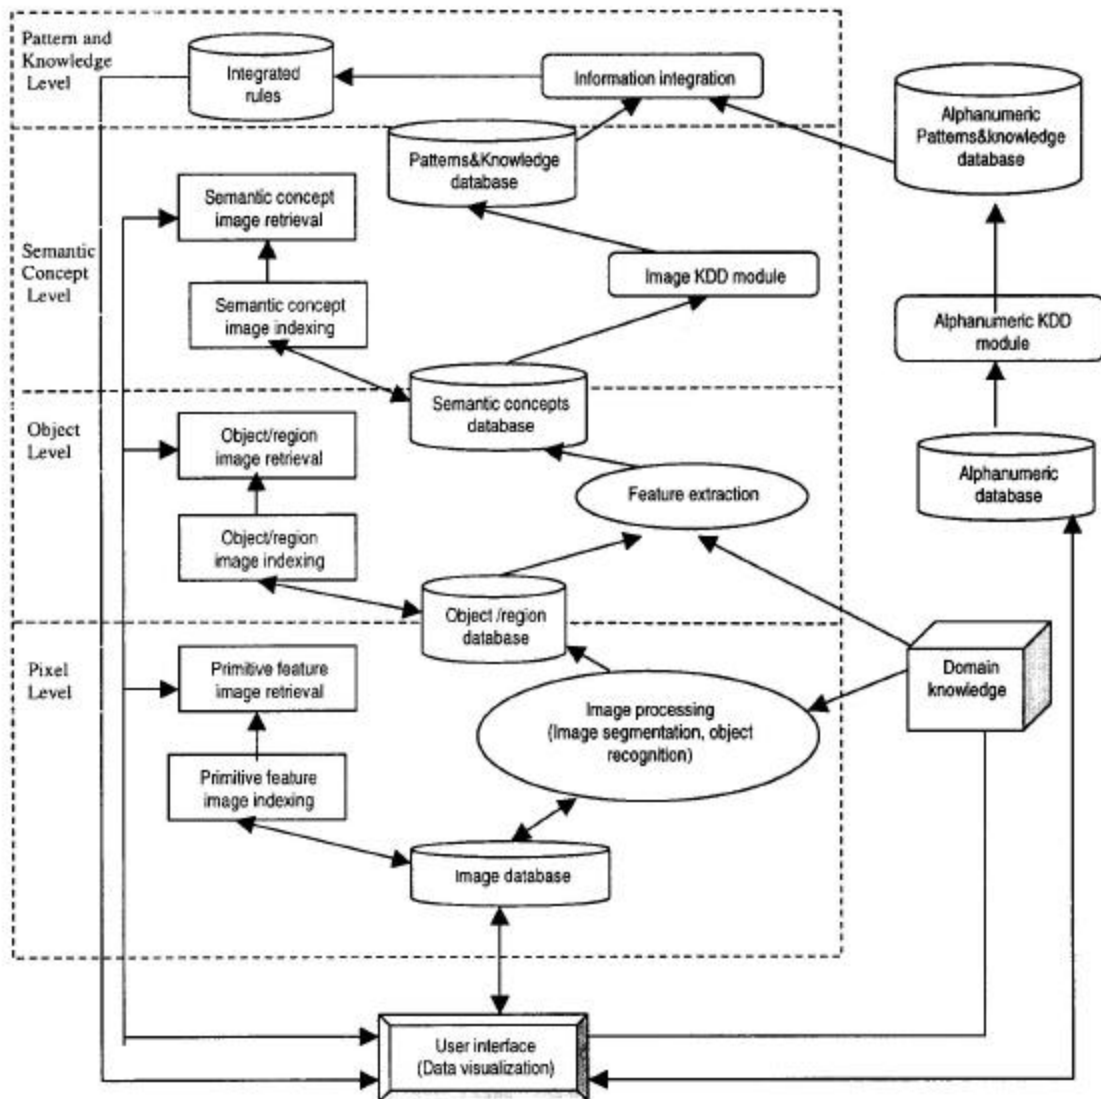 Pattern and
Knowledge
Level
Integrated
rules
Information integration
Alphanumeric
Patterns&knowledge
database
Patterns&Knowledge
database
Semantic concept
image retrieval
Semantic
Concept
Level
Image KDD module
Semantic concept
image indexing
Alphanumeric KDD
module
Semantic concepts
database
Object
Level
Object/region
image retrieval
Feature extraction
Alphanumeric
database
Object/region
image indexing
Object /region
database
Pixel
Level
Primitive feature
image retrieval
Domain
knowledge
Image processing
(Image segmentation, object
recognition)
Primitive feature
image indexing
Image database
User interface
(Data visualization)